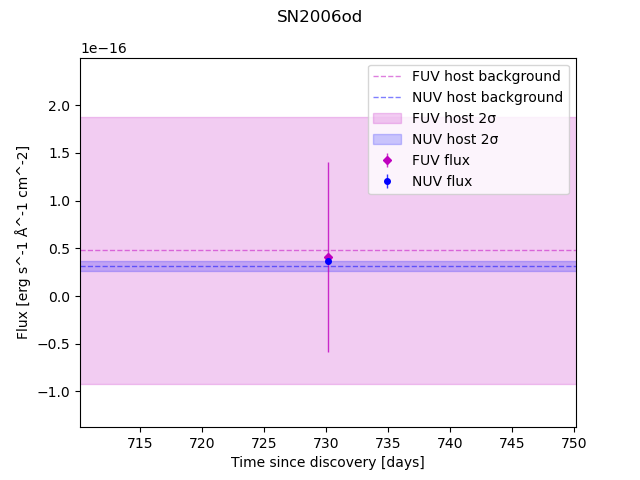 SN2006od
1e−16
Flux [erg s^-1 Å^-1 cm^-2]
2.0
1.5
1.0
0.5
0.0
−0.5
−1.0
FUV host background
NUV host background
FUV host 2σ
NUV host 2σ
FUV flux
NUV flux
715
720
725
730
735
740
745
750
Time since discovery [days]